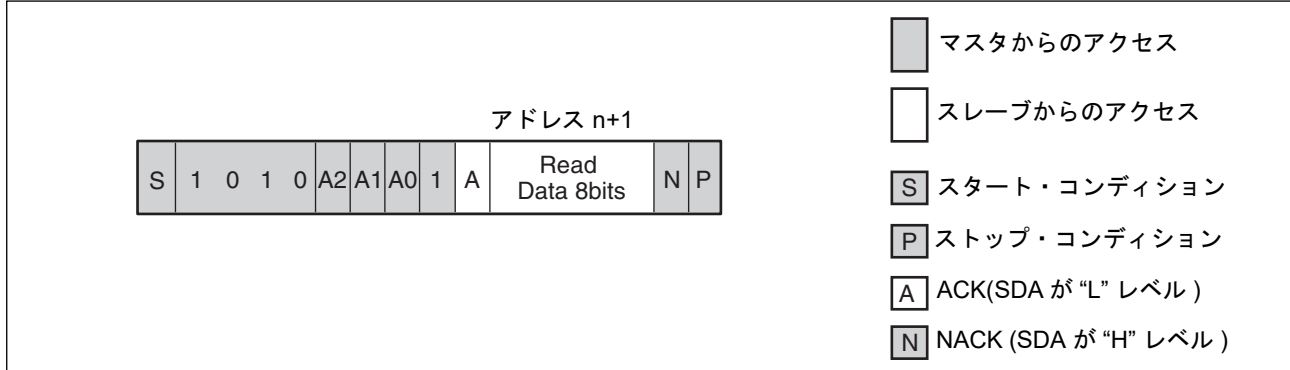 アドレス n+1
S 1 0 1 0 A2 A1 A0 1 A Read Data 8bits N P
マスタからのアクセス
スレーブからのアクセス
S スタート・コンディション
P ストップ・コンディション
A ACK(SDA が “L” レベル )
N NACK (SDA が “H” レベル )